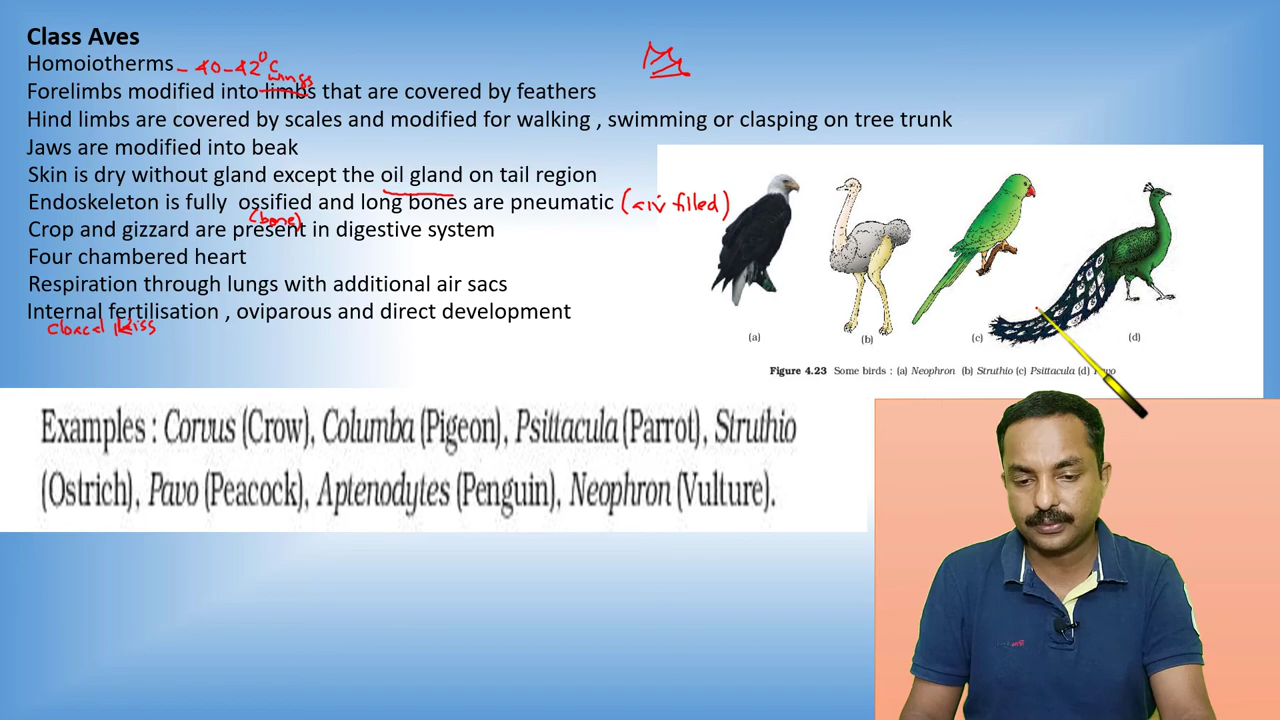 Class Aves
Homoiotherms - 40-42°C
wings
Forelimbs modified into limbs that are covered by feathers
Hind limbs are covered by scales and modified for walking , swimming or clasping on tree trunk
Jaws are modified into beak
Skin is dry without gland except the oil gland on tail region
Endoskeleton is fully ossified and long bones are pneumatic (air filled)
(bone)
Crop and gizzard are present in digestive system
Four chambered heart
Respiration through lungs with additional air sacs
Internal fertilisation , oviparous and direct development
cloacal kiss
(a) (b) (c) (d)
Figure 4.23 Some birds : (a) Neophron (b) Struthio (c) Psittacula (d) Pavo
Examples : Corvus (Crow), Columba (Pigeon), Psittacula (Parrot), Struthio
(Ostrich), Pavo (Peacock), Aptenodytes (Penguin), Neophron (Vulture).